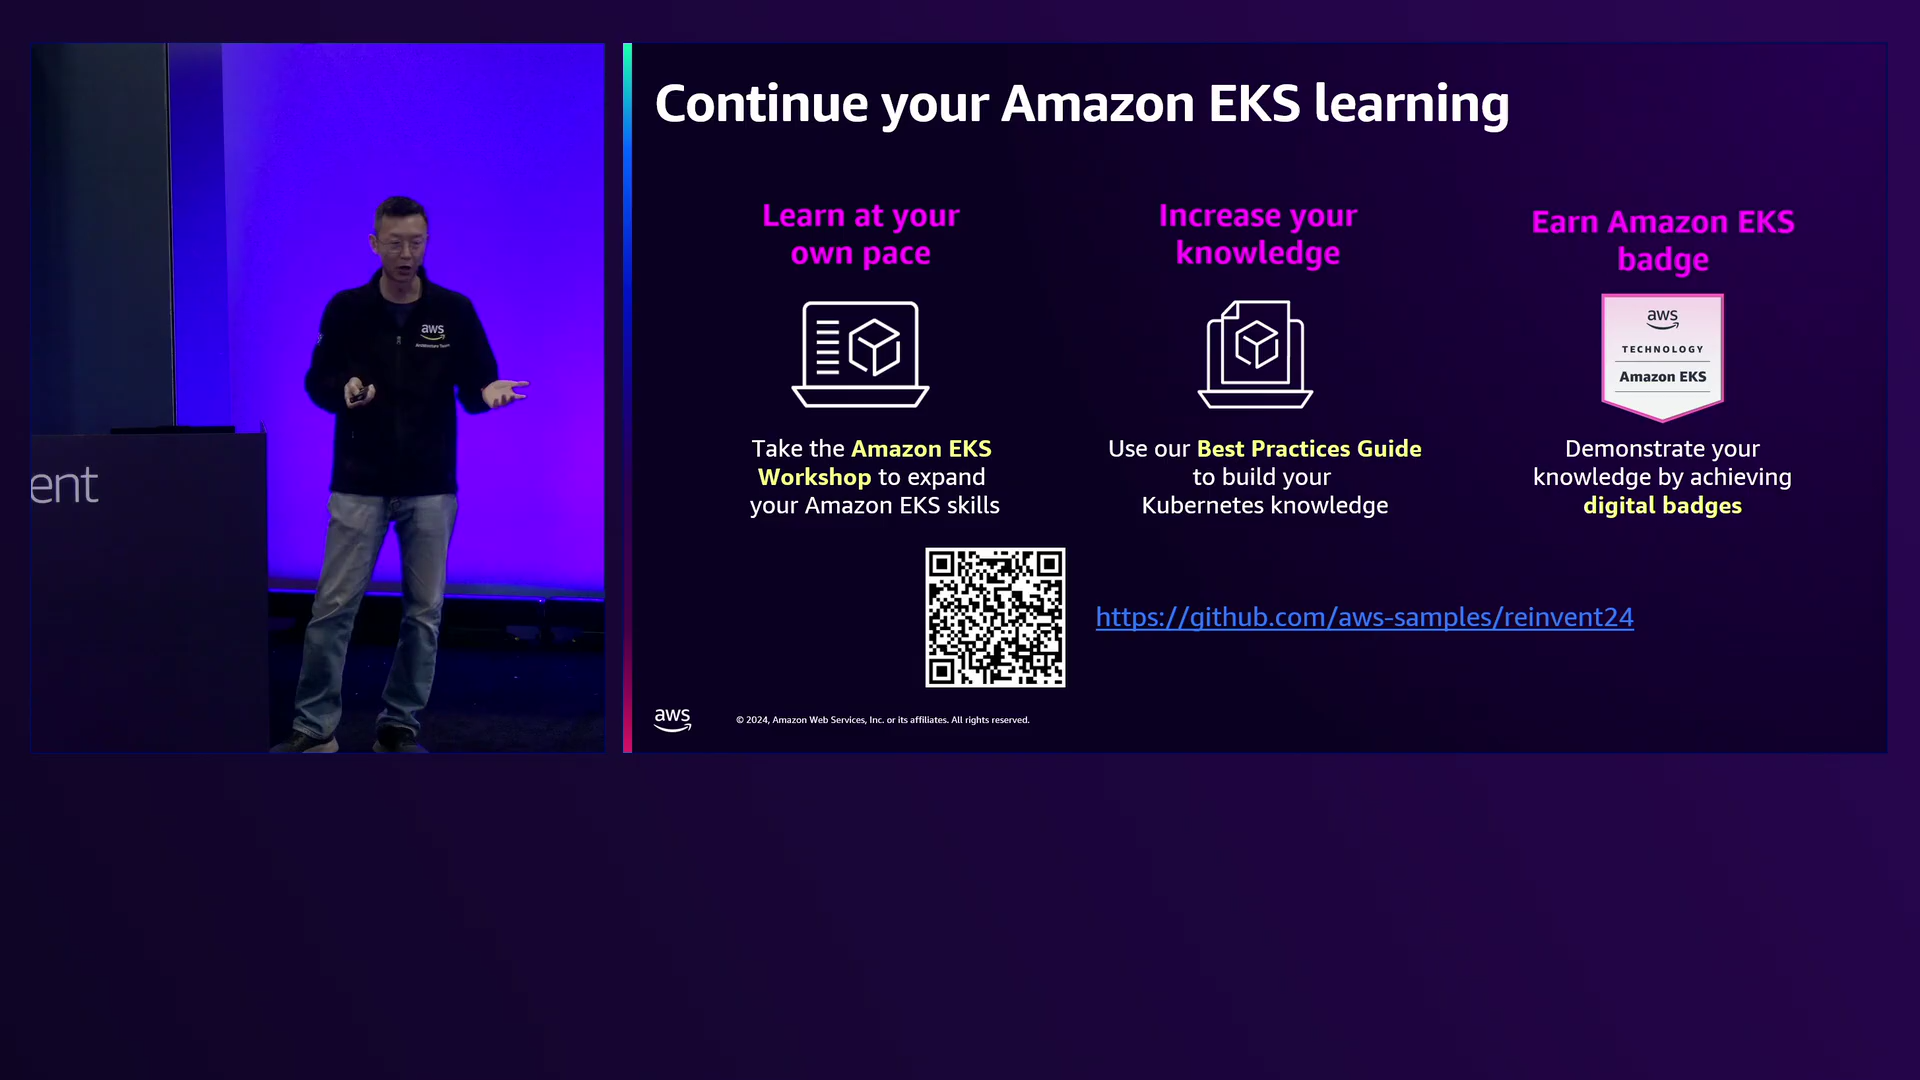 Continue your Amazon EKS learning
Learn at your
own pace
Increase your
knowledge
Earn Amazon EKS
badge
aws
TECHNOLOGY
Amazon EKS
Take the Amazon EKS
Workshop to expand
your Amazon EKS skills
Use our Best Practices Guide
to build your
Kubernetes knowledge
Demonstrate your
knowledge by achieving
digital badges
https://github.com/aws-samples/reinvent24
aws
© 2024, Amazon Web Services, Inc. or its affiliates. All rights reserved.
aws
ent